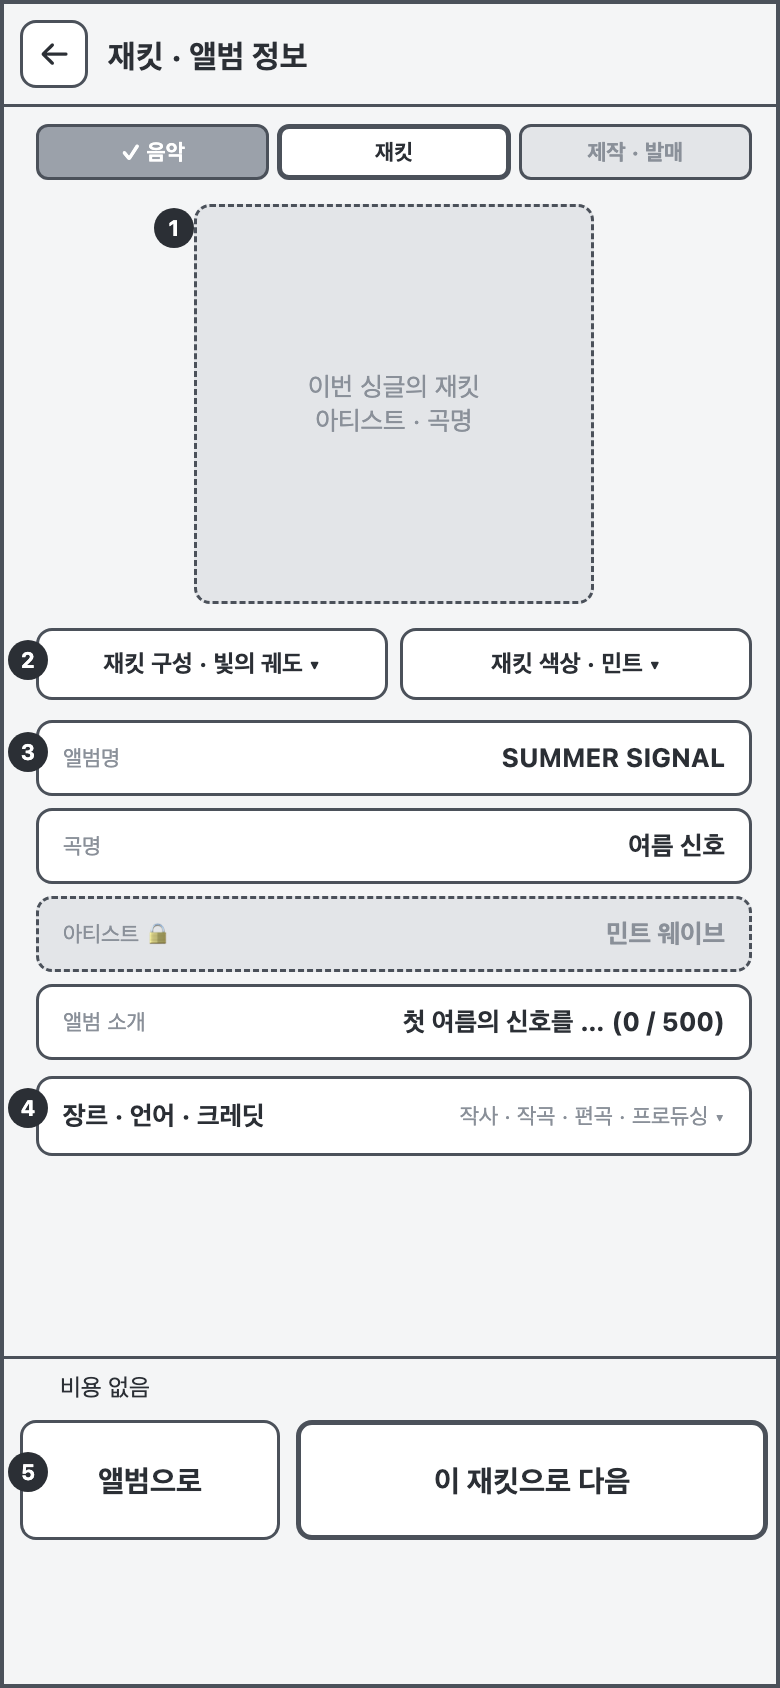 ← 재킷 · 앨범 정보
✓ 음악 재킷 제작 · 발매
1
이번 싱글의 재킷
아티스트 · 곡명
2 재킷 구성 · 빛의 궤도 ▾ 재킷 색상 · 민트 ▾
3 앨범명 SUMMER SIGNAL
곡명 여름 신호
아티스트 🔒 민트 웨이브
앨범 소개 첫 여름의 신호를 ... (0 / 500)
4 장르 · 언어 · 크레딧 작사 · 작곡 · 편곡 · 프로듀싱 ▾
비용 없음
5 앨범으로 이 재킷으로 다음